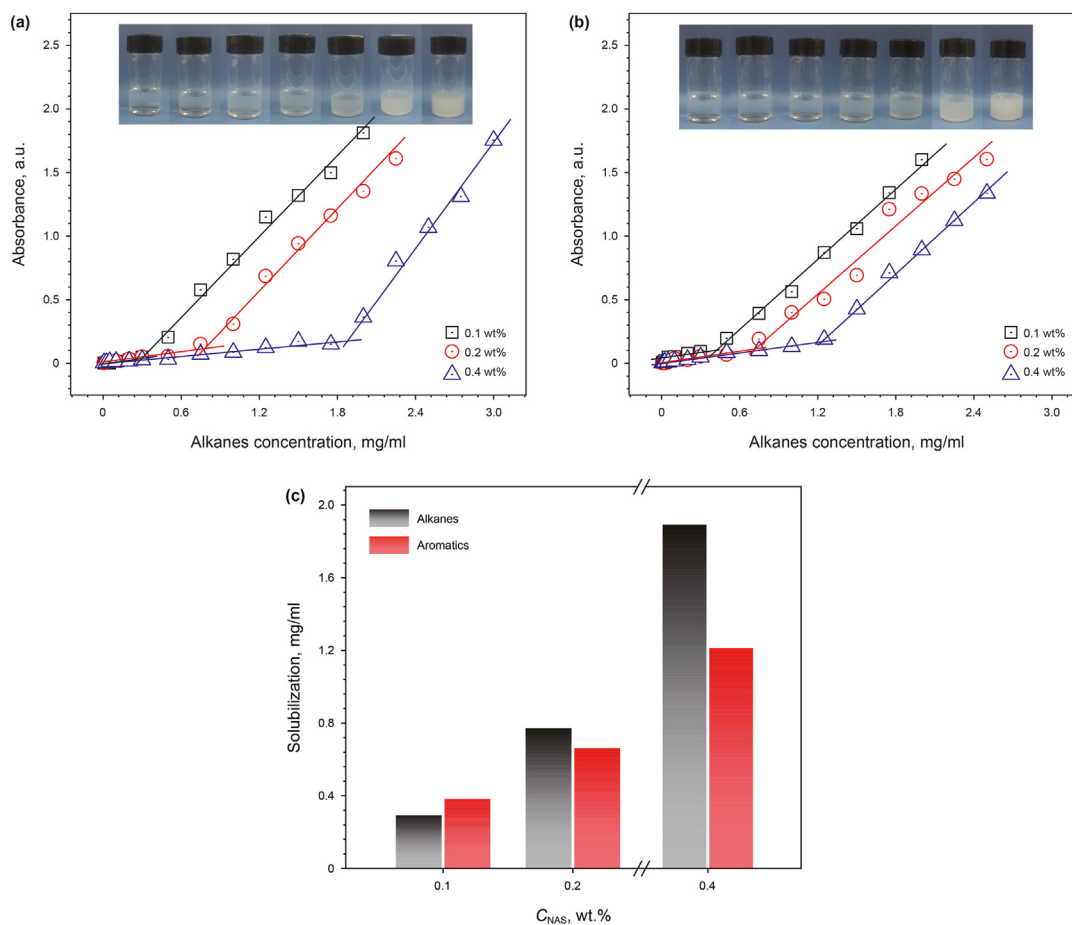 (a)
2.5
2.0
1.5
1.0
0.5
0
Absorbance, a.u.
0.1 wt%
0.2 wt%
0.4 wt%
0
0.6
1.2
1.8
2.4
3.0
Alkanes concentration, mg/ml
(b)
2.5
2.0
1.5
1.0
0.5
0
Absorbance, a.u.
0.1 wt%
0.2 wt%
0.4 wt%
0
0.6
1.2
1.8
2.4
3.0
Alkanes concentration, mg/ml
(c)
2.0
1.6
1.2
0.8
0.4
0
Solubilization, mg/ml
Alkanes
Aromatics
0.1
0.2
0.4
C_NAS, wt.%